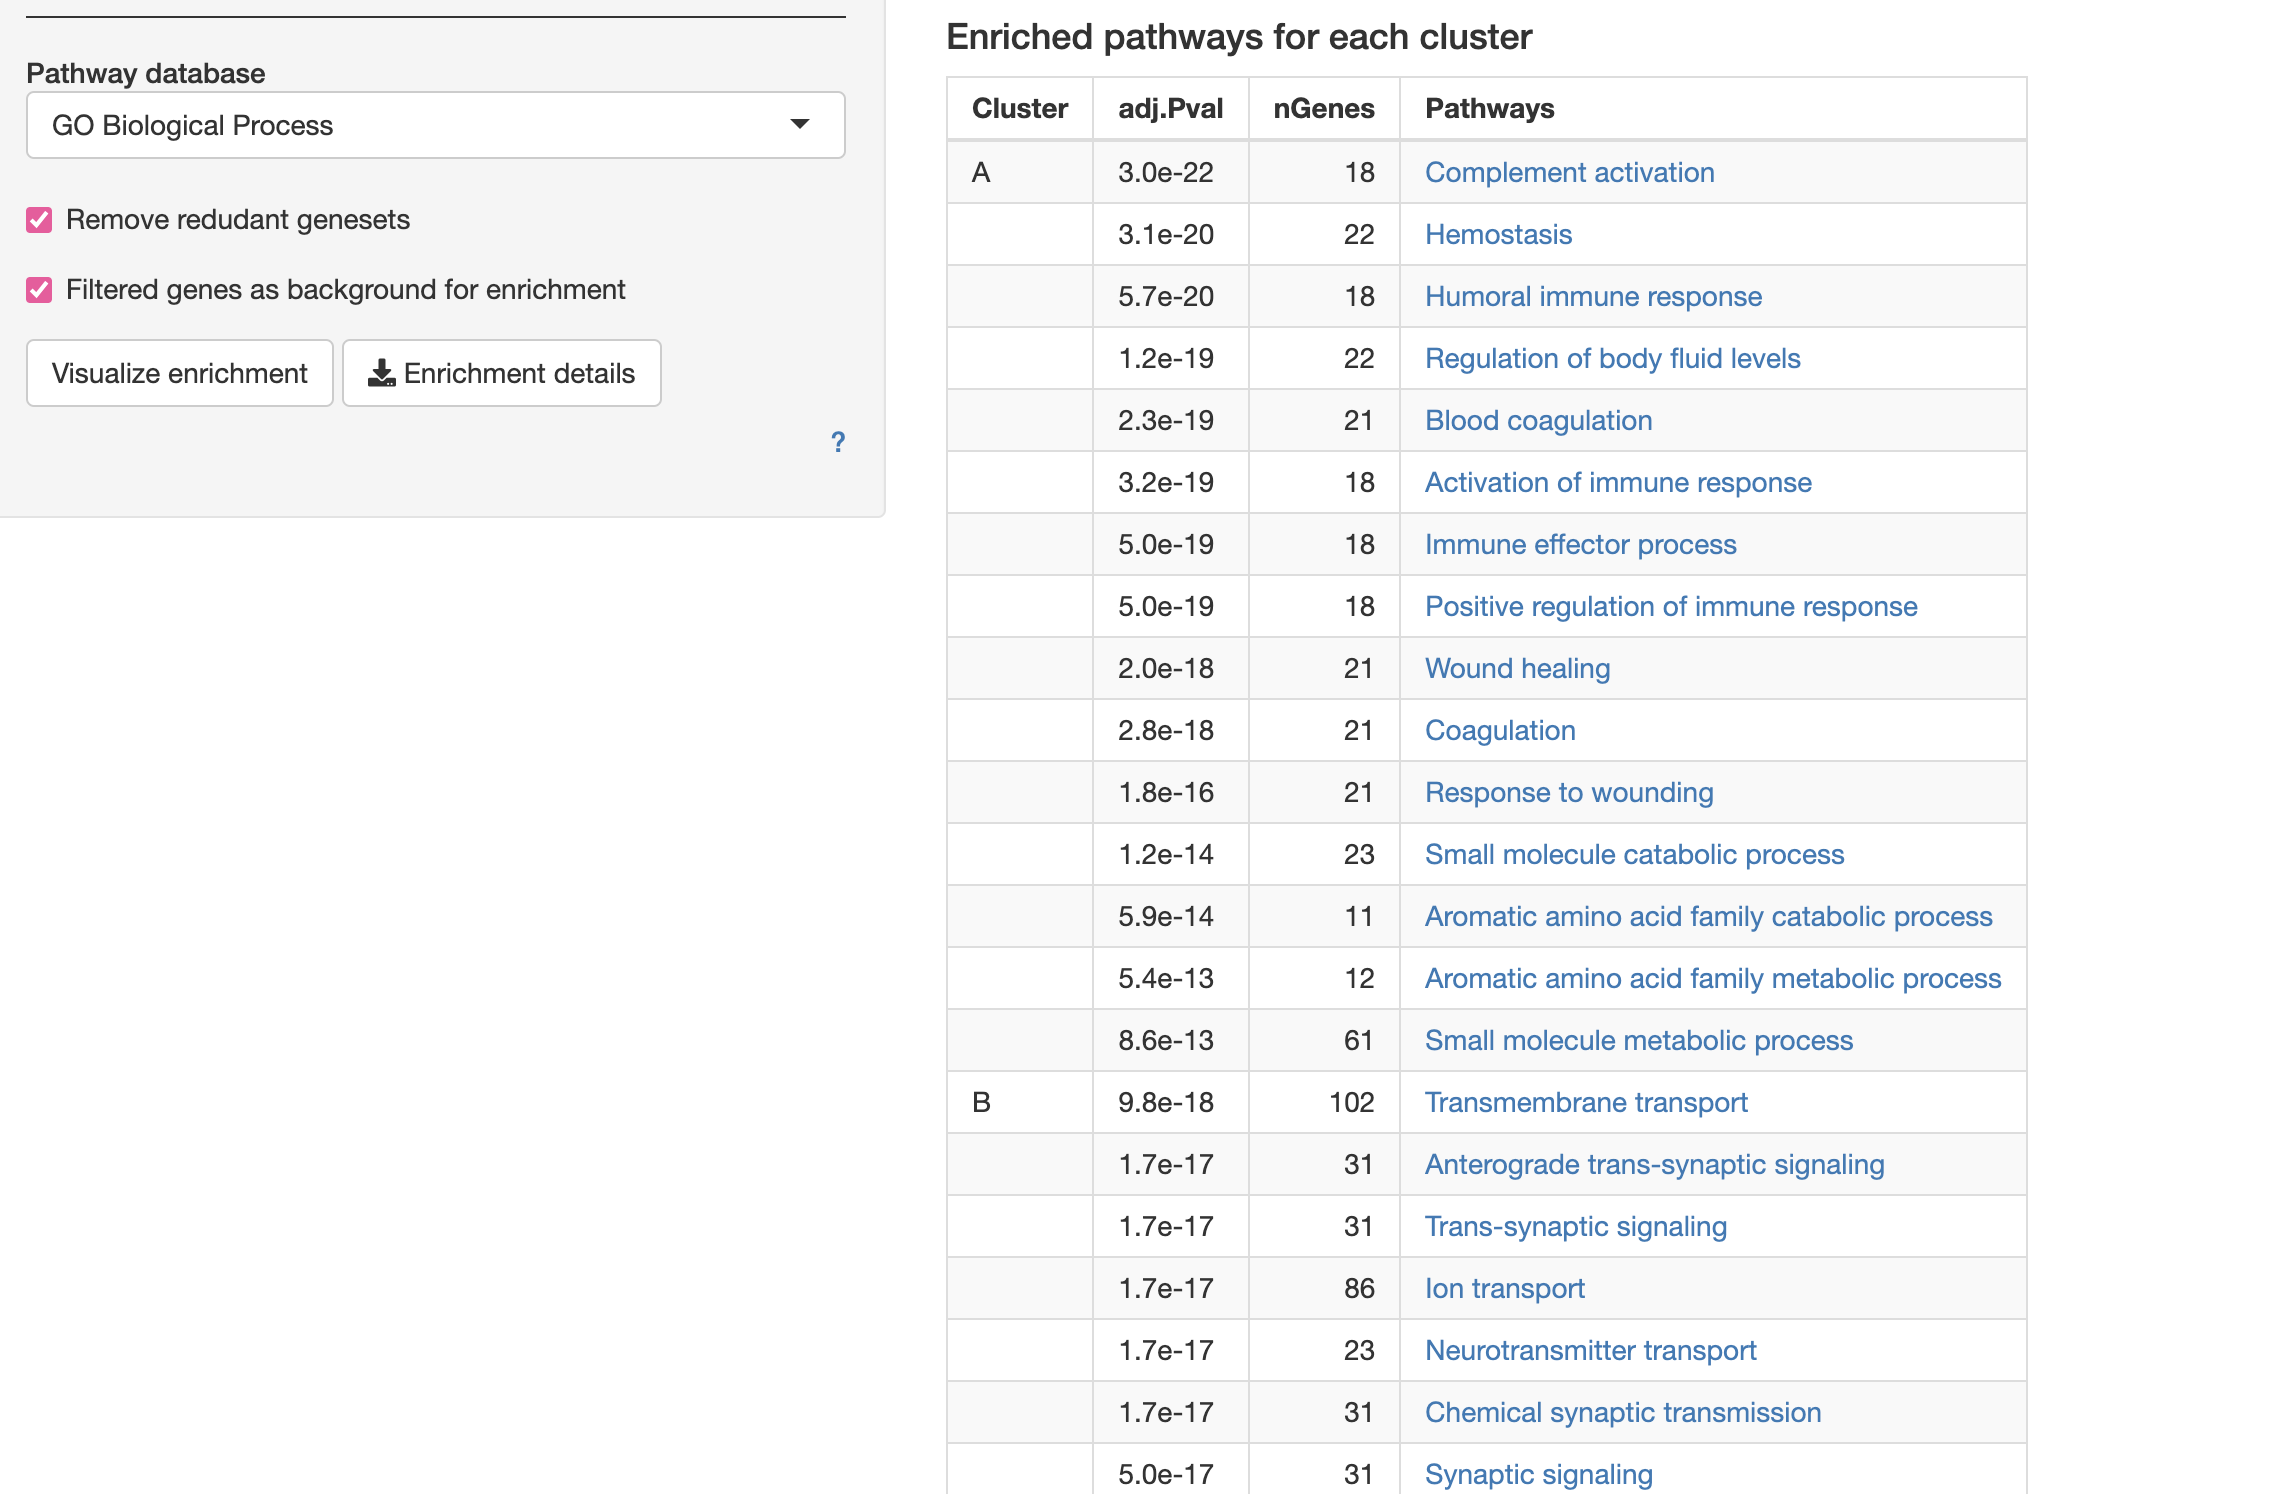 Pathway database
GO Biological Process
Remove redudant genesets
Filtered genes as background for enrichment
Visualize enrichment
Enrichment details
?
Enriched pathways for each cluster
Cluster adj.Pval nGenes Pathways
A 3.0e-22 18 Complement activation
3.1e-20 22 Hemostasis
5.7e-20 18 Humoral immune response
1.2e-19 22 Regulation of body fluid levels
2.3e-19 21 Blood coagulation
3.2e-19 18 Activation of immune response
5.0e-19 18 Immune effector process
5.0e-19 18 Positive regulation of immune response
2.0e-18 21 Wound healing
2.8e-18 21 Coagulation
1.8e-16 21 Response to wounding
1.2e-14 23 Small molecule catabolic process
5.9e-14 11 Aromatic amino acid family catabolic process
5.4e-13 12 Aromatic amino acid family metabolic process
8.6e-13 61 Small molecule metabolic process
B 9.8e-18 102 Transmembrane transport
1.7e-17 31 Anterograde trans-synaptic signaling
1.7e-17 31 Trans-synaptic signaling
1.7e-17 86 Ion transport
1.7e-17 23 Neurotransmitter transport
1.7e-17 31 Chemical synaptic transmission
5.0e-17 31 Synaptic signaling